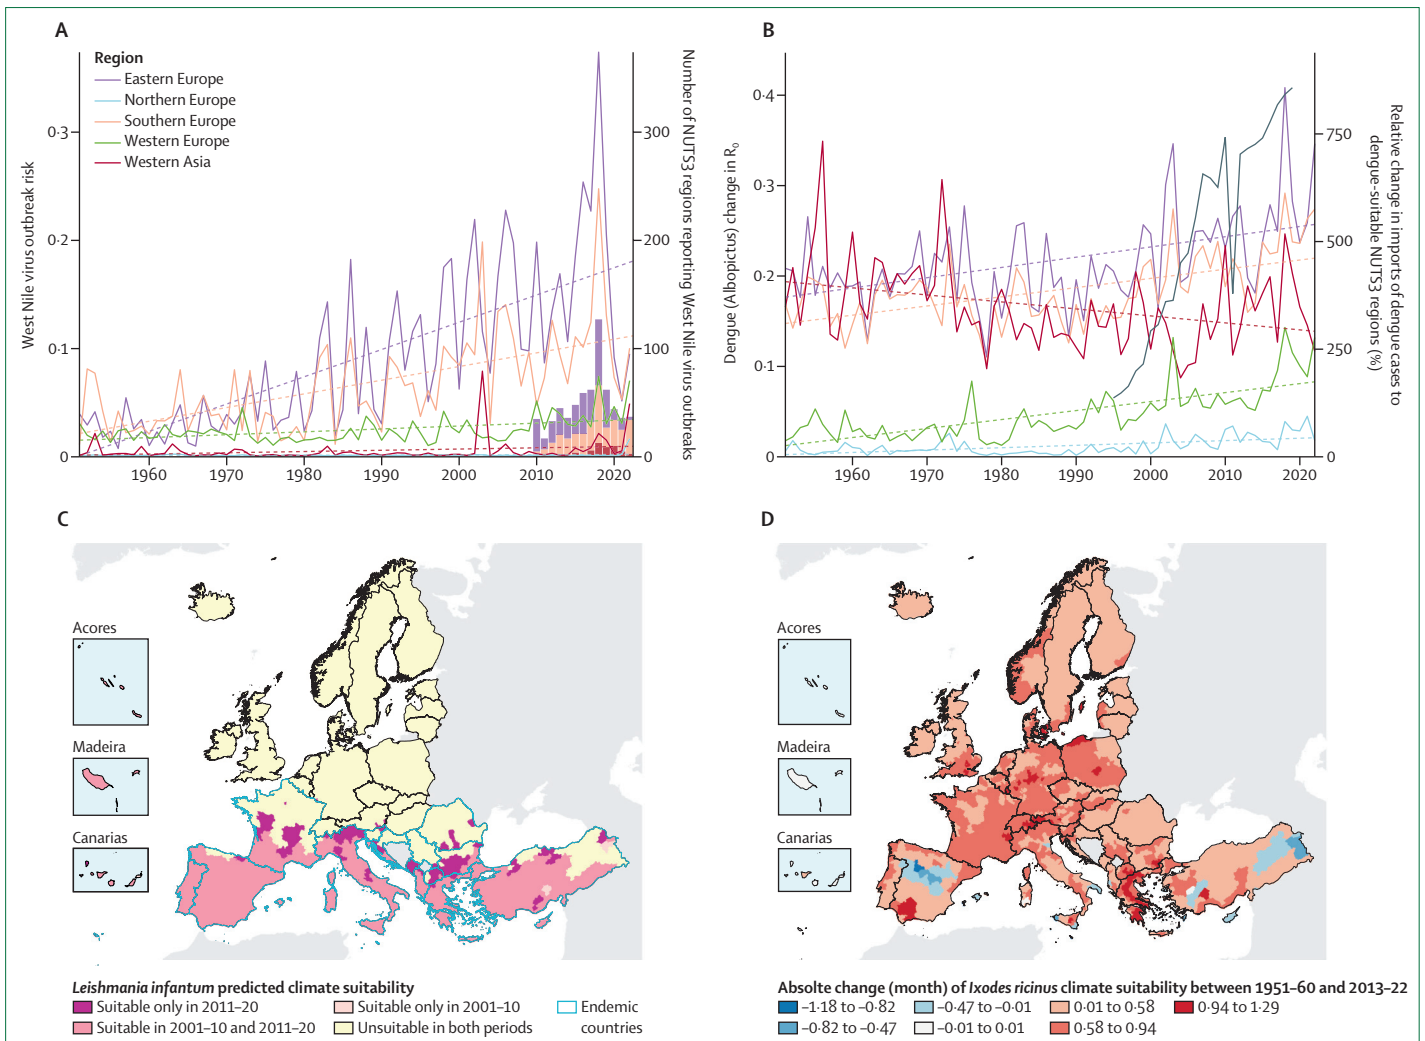 A
Region
Eastern Europe
Northern Europe
Southern Europe
Western Europe
Western Asia
West Nile virus outbreak risk
0·3
0·2
0·1
0
300
200
100
0
Number of NUTS3 regions reporting West Nile virus outbreaks
1960 1970 1980 1990 2000 2010 2020
B
Dengue (Albopictus) change in R0
0·4
0·3
0·2
0·1
0
750
500
250
0
Relative change in imports of dengue cases to
dengue-suitable NUTS3 regions (%)
1960 1970 1980 1990 2000 2010 2020
C
Acores
Madeira
Canarias
Leishmania infantum predicted climate suitability
Suitable only in 2011–20 Suitable only in 2001–10 Endemic
Suitable in 2001–10 and 2011–20 Unsuitable in both periods countries
D
Acores
Madeira
Canarias
Absolte change (month) of Ixodes ricinus climate suitability between 1951–60 and 2013–22
–1·18 to –0·82 –0·47 to –0·01 0·01 to 0·58 0·94 to 1·29
–0·82 to –0·47 –0·01 to 0·01 0·58 to 0·94